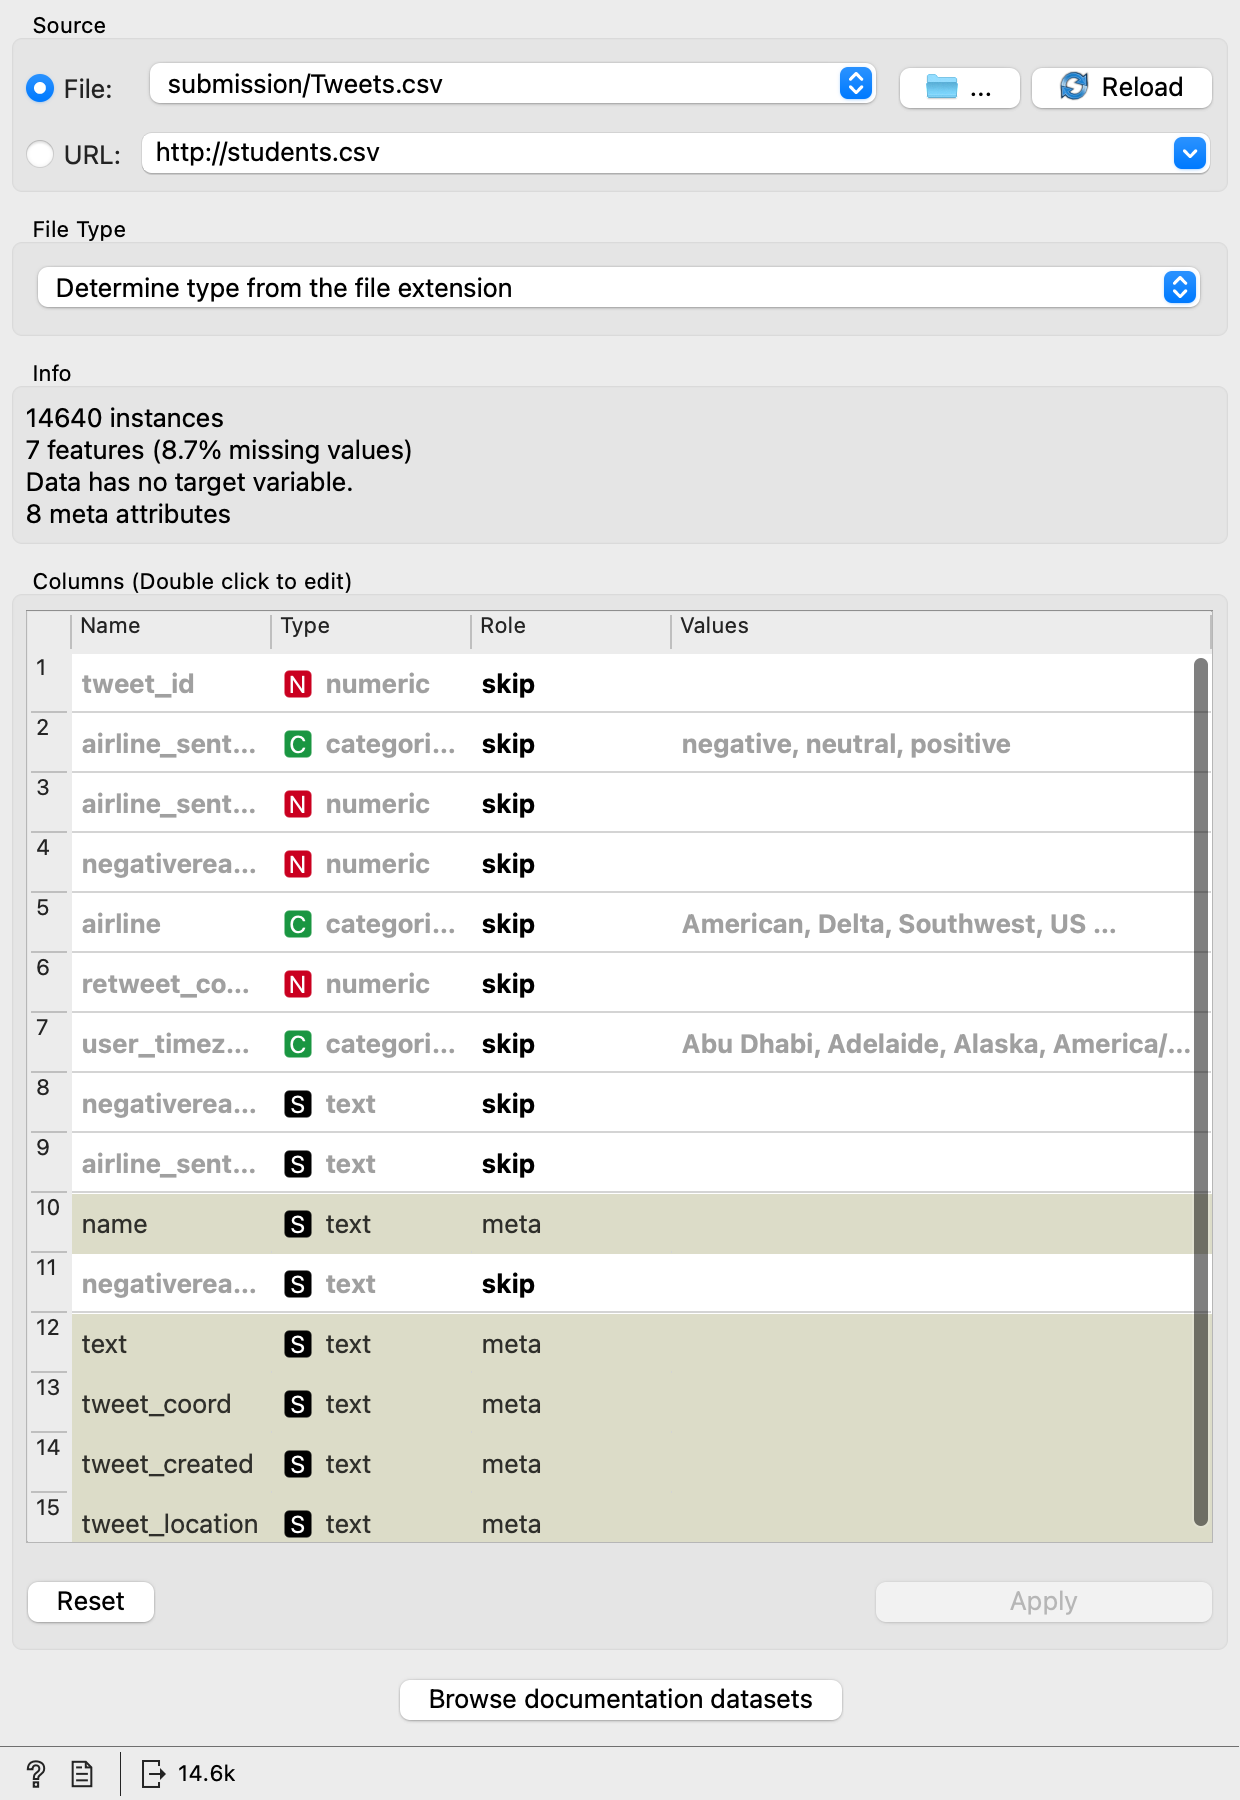 Source
File: submission/Tweets.csv ... Reload
URL: http://students.csv
File Type
Determine type from the file extension
Info
14640 instances
7 features (8.7% missing values)
Data has no target variable.
8 meta attributes
Columns (Double click to edit)
Name Type Role Values
1 tweet_id N numeric skip
2 airline_sent... C categori... skip negative, neutral, positive
3 airline_sent... N numeric skip
4 negativerea... N numeric skip
5 airline C categori... skip American, Delta, Southwest, US ...
6 retweet_co... N numeric skip
7 user_timez... C categori... skip Abu Dhabi, Adelaide, Alaska, America/...
8 negativerea... S text skip
9 airline_sent... S text skip
10 name S text meta
11 negativerea... S text skip
12 text S text meta
13 tweet_coord S text meta
14 tweet_created S text meta
15 tweet_location S text meta
Reset Apply
Browse documentation datasets
? 14.6k